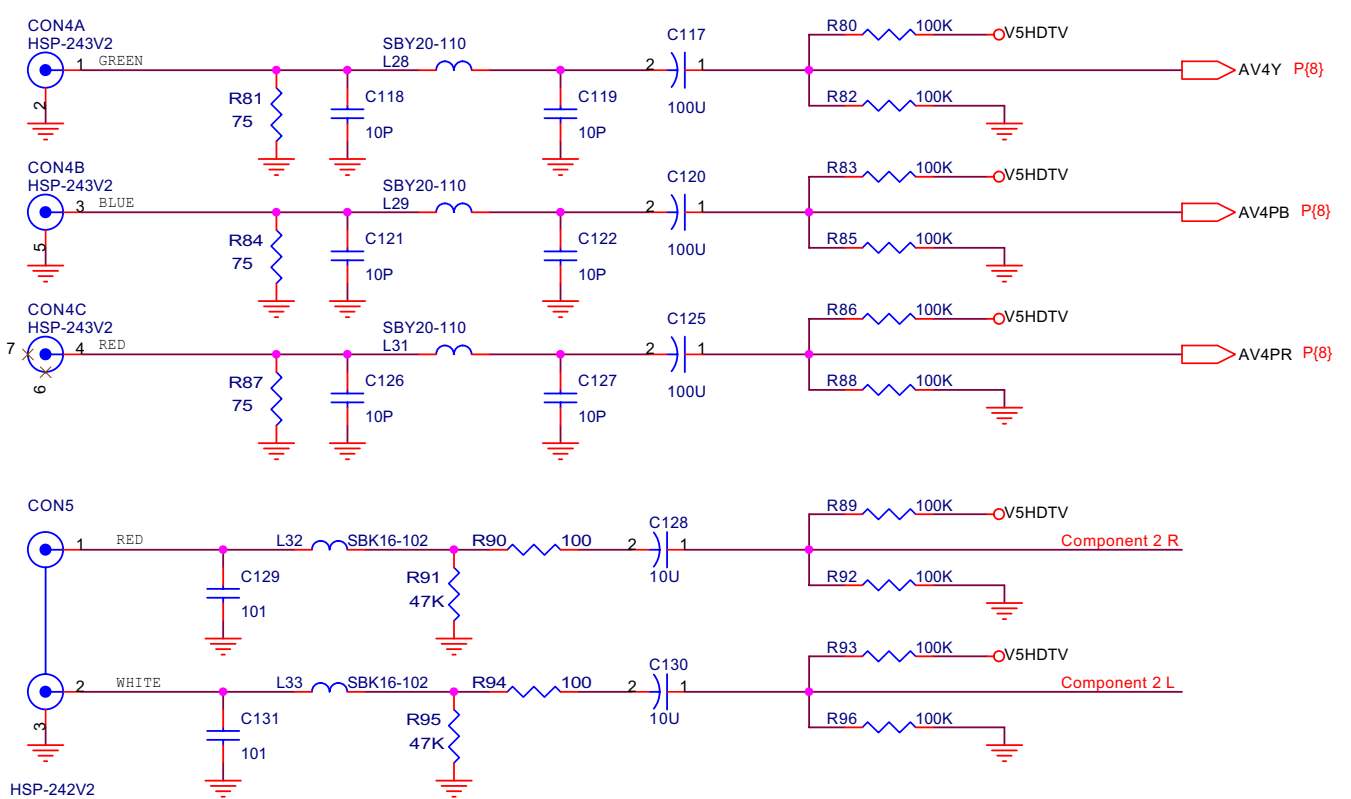 CON4A
HSP-243V2
1 GREEN
2
R81
75
C118
10P
SBY20-110
L28
C119
10P
C117
2 1
100U
R80 100K V5HDTV
AV4Y P{8}
R82 100K
CON4B
HSP-243V2
3 BLUE
5
R84
75
C121
10P
SBY20-110
L29
C122
10P
C120
2 1
100U
R83 100K V5HDTV
AV4PB P{8}
R85 100K
CON4C
HSP-243V2
7
4 RED
6
R87
75
C126
10P
SBY20-110
L31
C127
10P
C125
2 1
100U
R86 100K V5HDTV
AV4PR P{8}
R88 100K
CON5
1 RED
C129
101
L32 SBK16-102
R91
47K
R90 100
C128
2 1
10U
R89 100K V5HDTV
Component 2 R
R92 100K
2 WHITE
3
C131
101
L33 SBK16-102
R95
47K
R94 100
C130
2 1
10U
R93 100K V5HDTV
Component 2 L
R96 100K
HSP-242V2